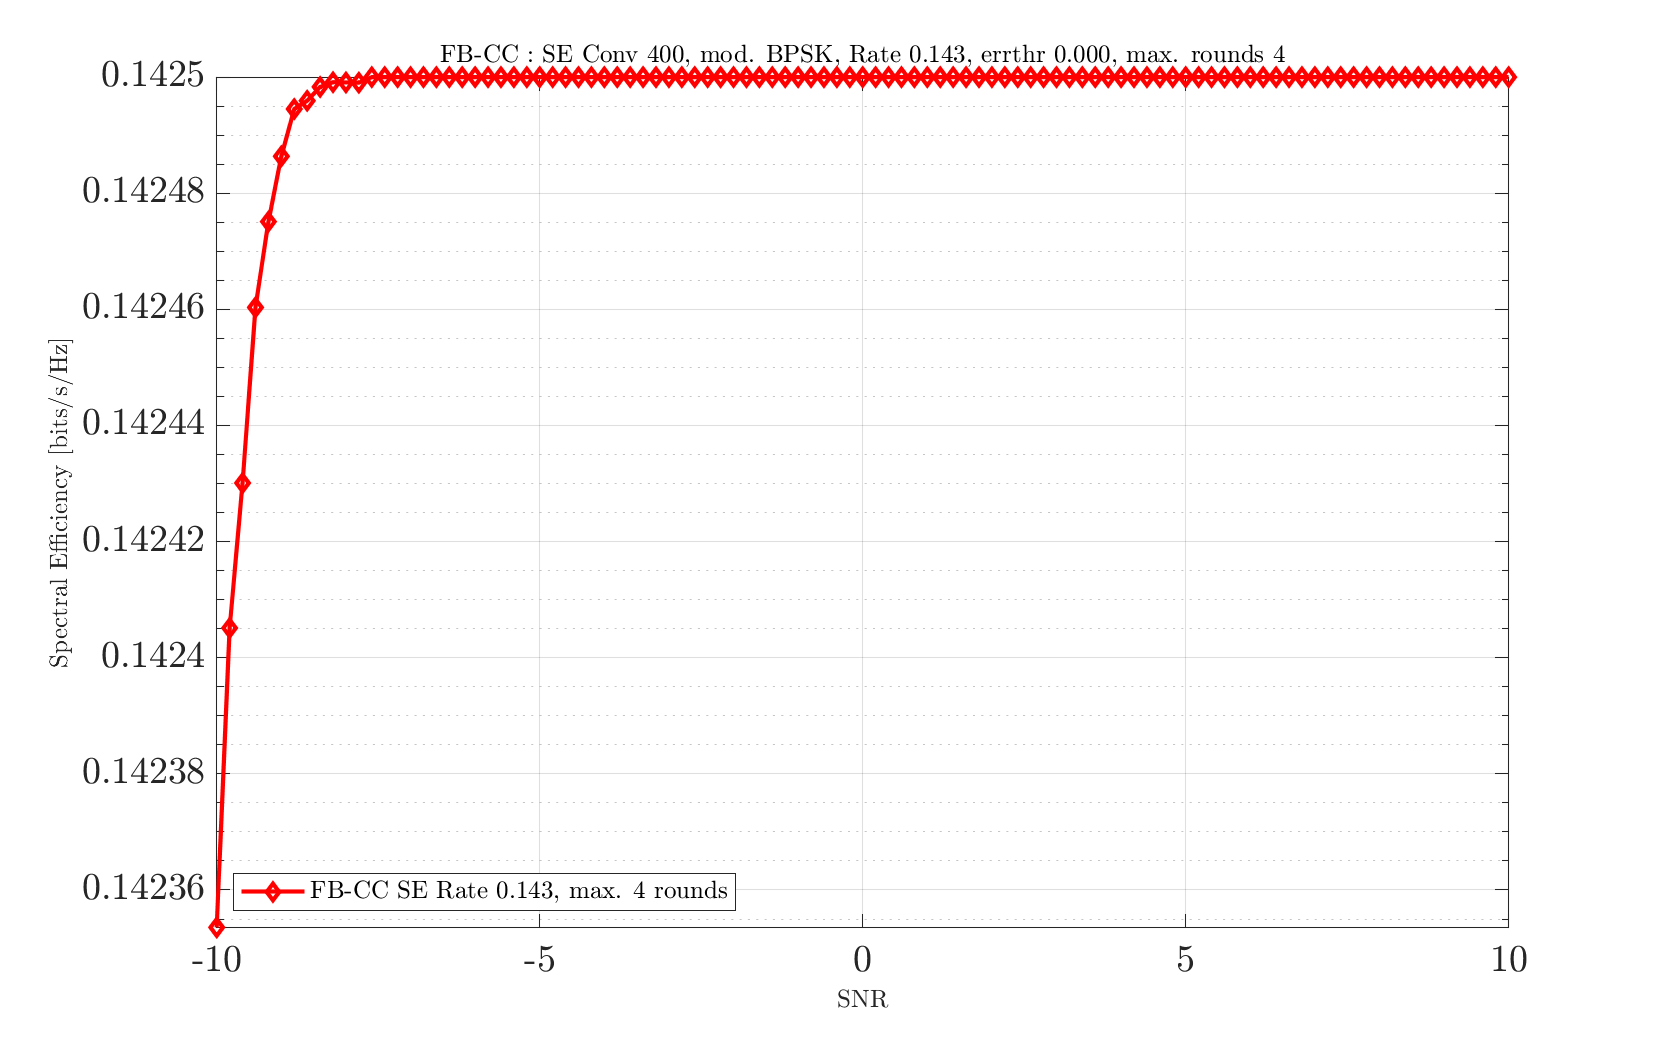 FB-CC : SE Conv 400, mod. BPSK, Rate 0.143, errthr 0.000, max. rounds 4
0.1425
0.14248
0.14246
0.14244
0.14242
0.1424
0.14238
0.14236
Spectral Efficiency [bits/s/Hz]
FB-CC SE Rate 0.143, max. 4 rounds
-10 -5 0 5 10
SNR